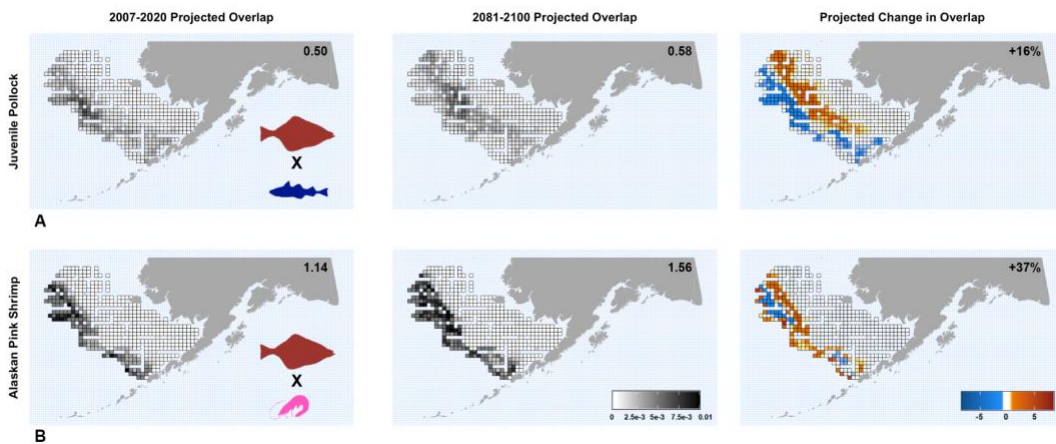 2007-2020 Projected Overlap
2081-2100 Projected Overlap
Projected Change in Overlap
Juvenile Pollock
0.50
0.58
+16%
X
A
Alaskan Pink Shrimp
1.14
1.56
+37%
X
0 2.5e-3 5e-3 7.5e-3 0.01
-5 0 5
B